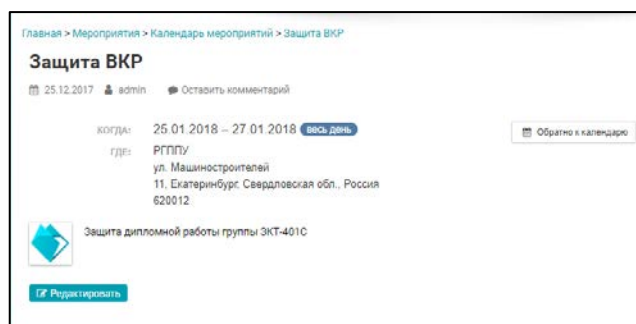 Главная > Мероприятия > Календарь мероприятий > Защита ВКР
Защита ВКР
25.12.2017 admin Оставить комментарий
КОГДА: 25.01.2018 – 27.01.2018 весь день
Обратно к календарю
ГДЕ: РГППУ
ул. Машиностроителей
11, Екатеринбург, Свердловская обл., Россия
620012
Защита дипломной работы группы ЗКТ-401С
Редактировать